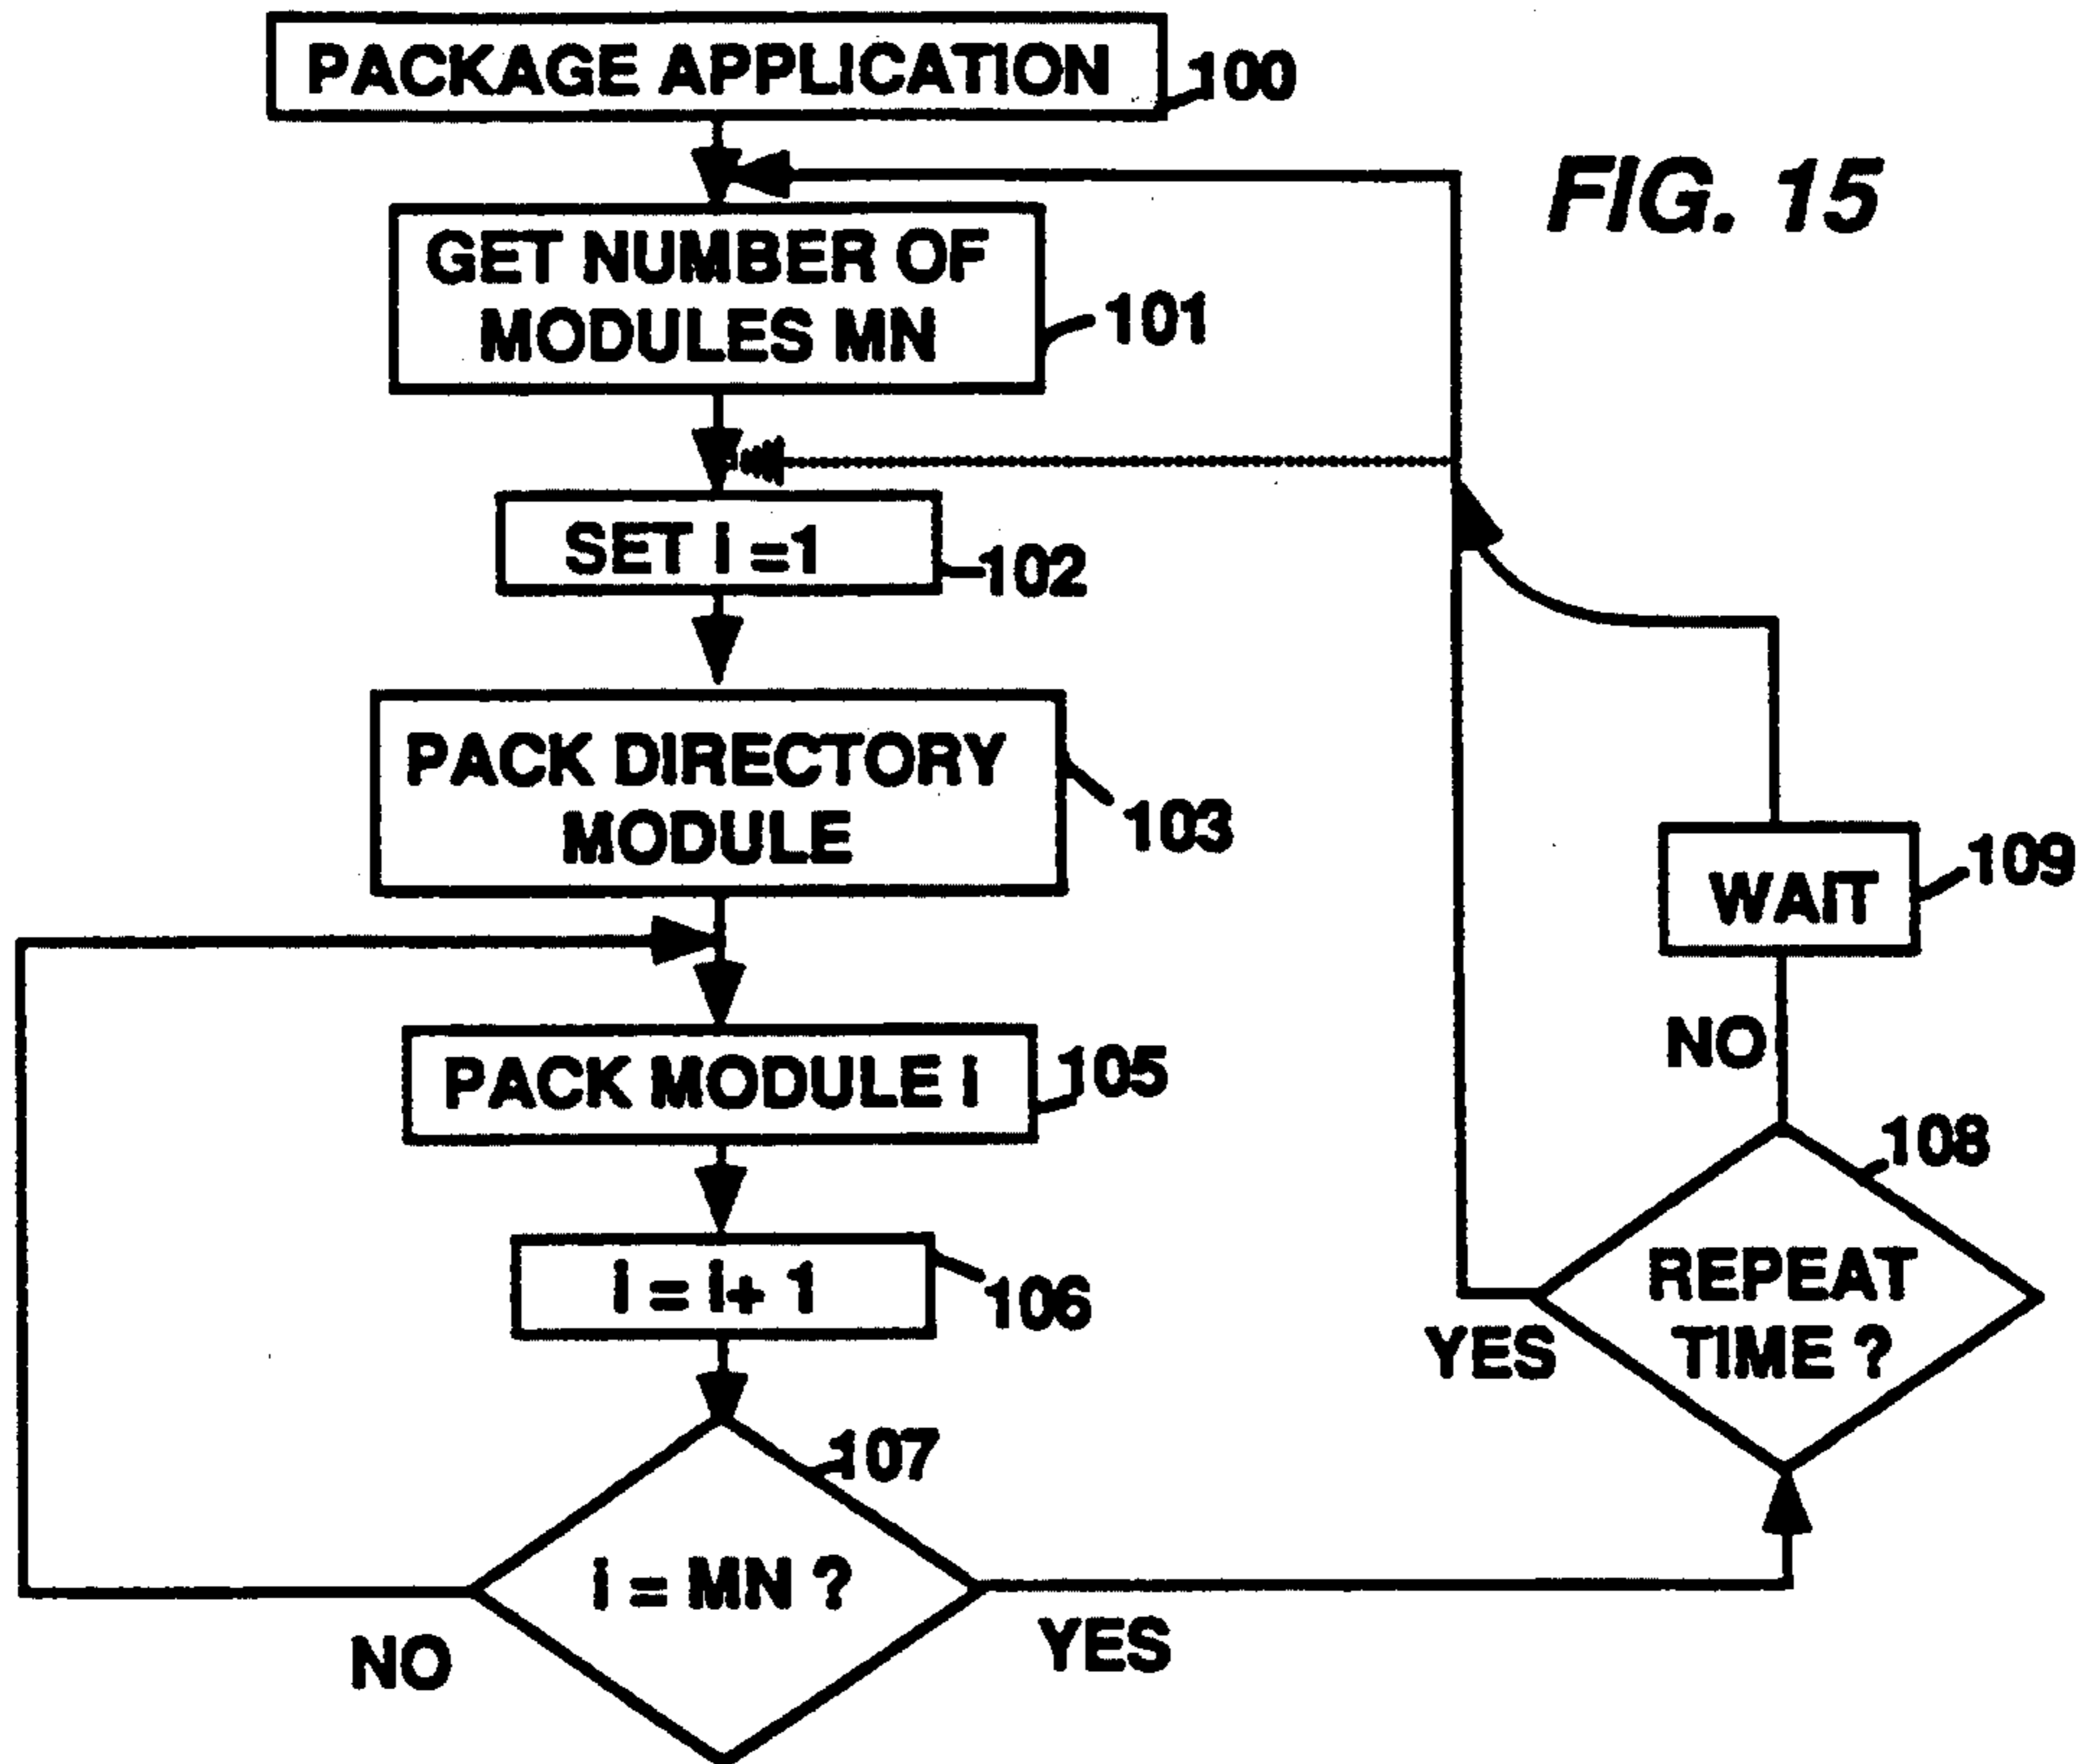 PACKAGE APPLICATION
100
FIG. 15
GET NUMBER OF
MODULES MN
101
SET i =1
102
PACK DIRECTORY
MODULE
103
WAIT
109
NO
PACK MODULE i
105
108
REPEAT
TIME ?
YES
i = i+ 1
106
107
i = MN ?
NO
YES